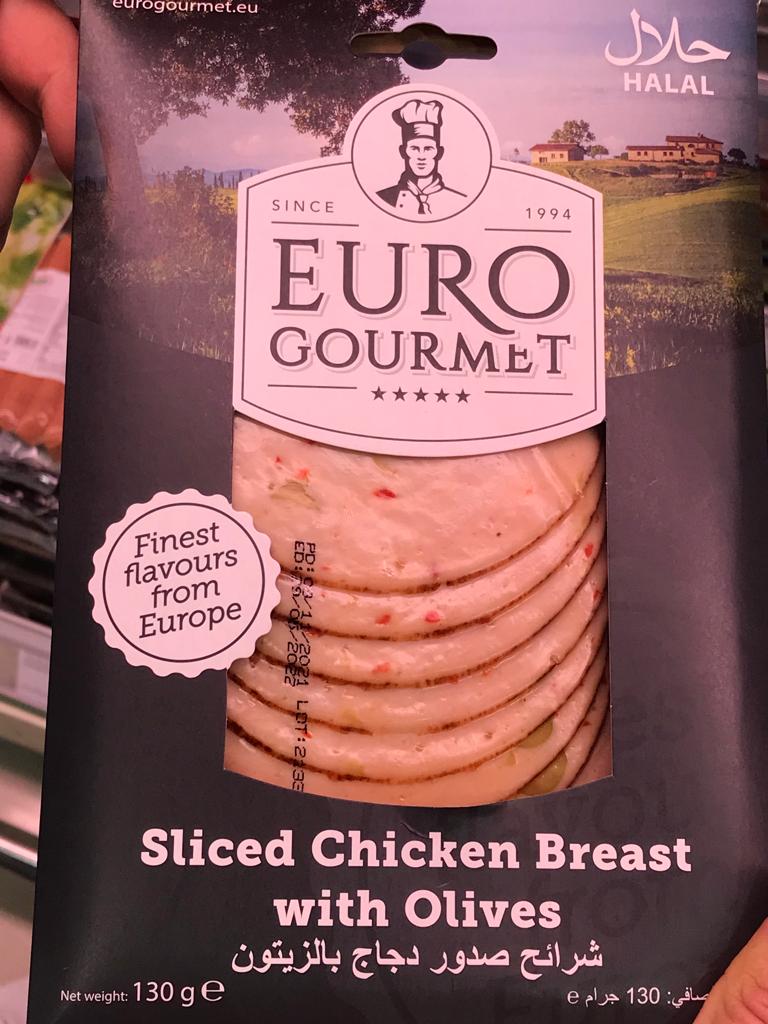 eurogourmet.eu
حلال
HALAL
SINCE 1994
EURO
GOURMET
Finest
flavours
from
Europe
Sliced Chicken Breast
with Olives
شرائح صدور دجاج بالزيتون
Net weight: 130 g e
صافي: 130 جرام e